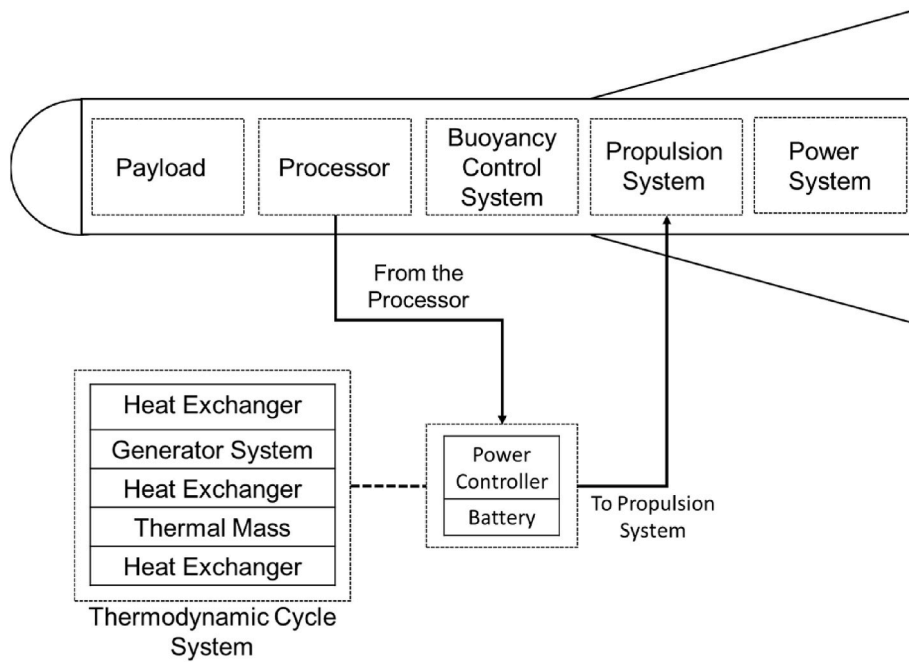 Payload
Processor
Buoyancy
Control
System
Propulsion
System
Power
System
From the
Processor
Heat Exchanger
Generator System
Heat Exchanger
Thermal Mass
Heat Exchanger
Thermodynamic Cycle
System
Power
Controller
Battery
To Propulsion
System